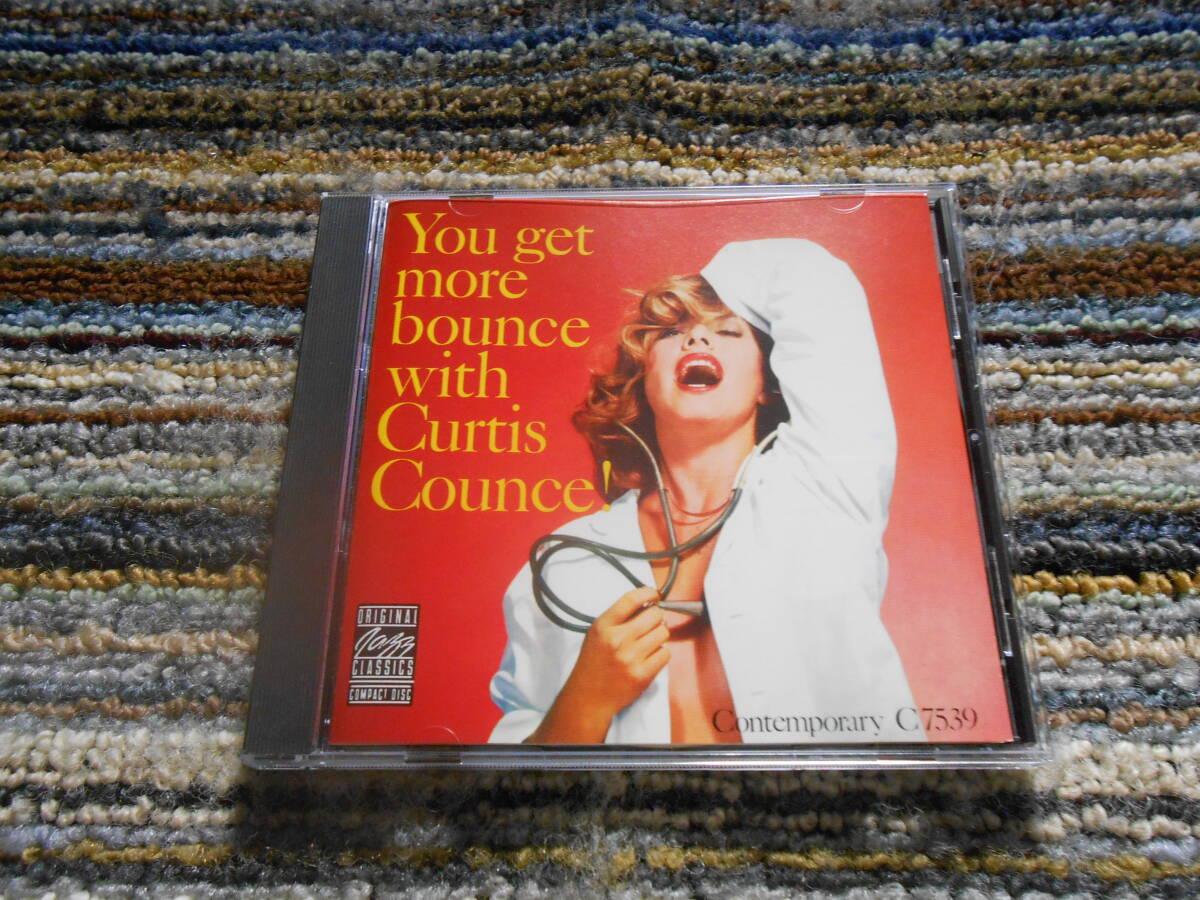 You get
more
bounce
with
Curtis
Counce!
ORIGINAL
Jazz
CLASSICS
COMPACT DISC
Contemporary C7539